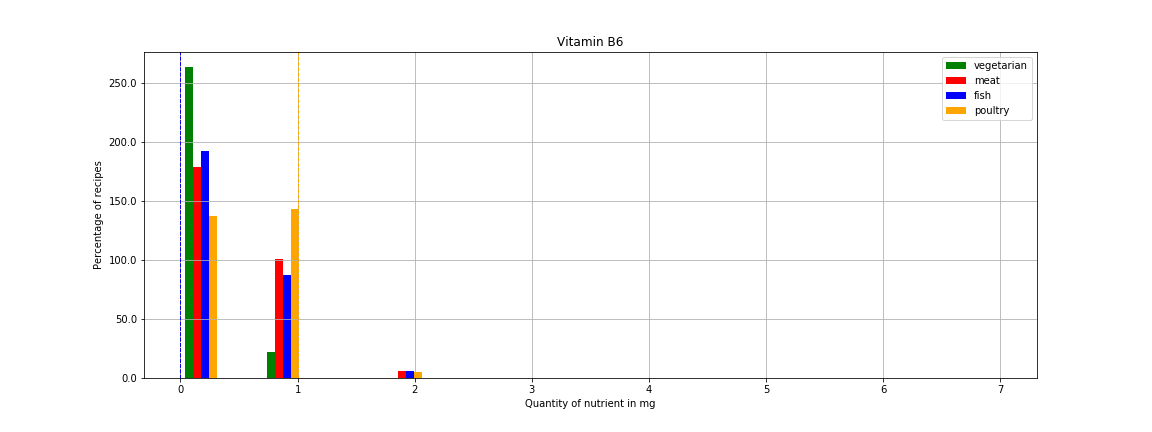 Vitamin B6
vegetarian
meat
fish
poultry
250.0
200.0
150.0
100.0
50.0
0.0
Percentage of recipes
0 1 2 3 4 5 6 7
Quantity of nutrient in mg